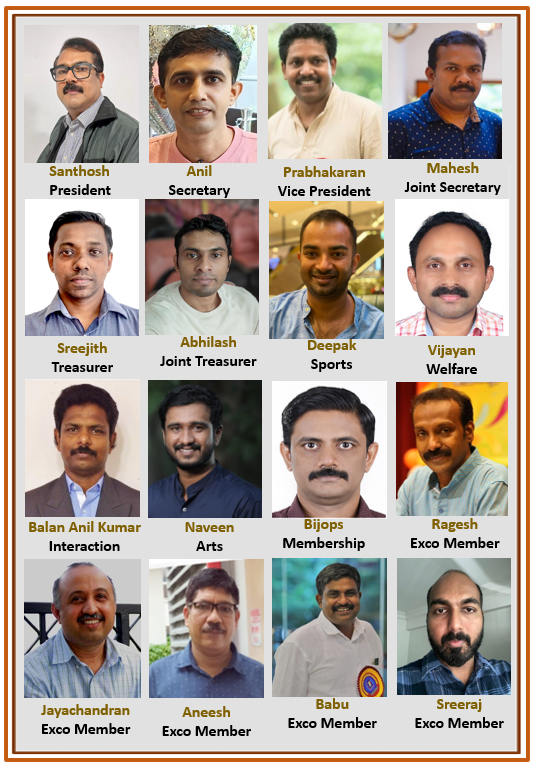 Santhosh
President
Anil
Secretary
Prabhakaran
Vice President
Mahesh
Joint Secretary
Sreejith
Treasurer
Abhilash
Joint Treasurer
Deepak
Sports
Vijayan
Welfare
Balan Anil Kumar
Interaction
Naveen
Arts
Bijops
Membership
Ragesh
Exco Member
Jayachandran
Exco Member
Aneesh
Exco Member
Babu
Exco Member
Sreeraj
Exco Member